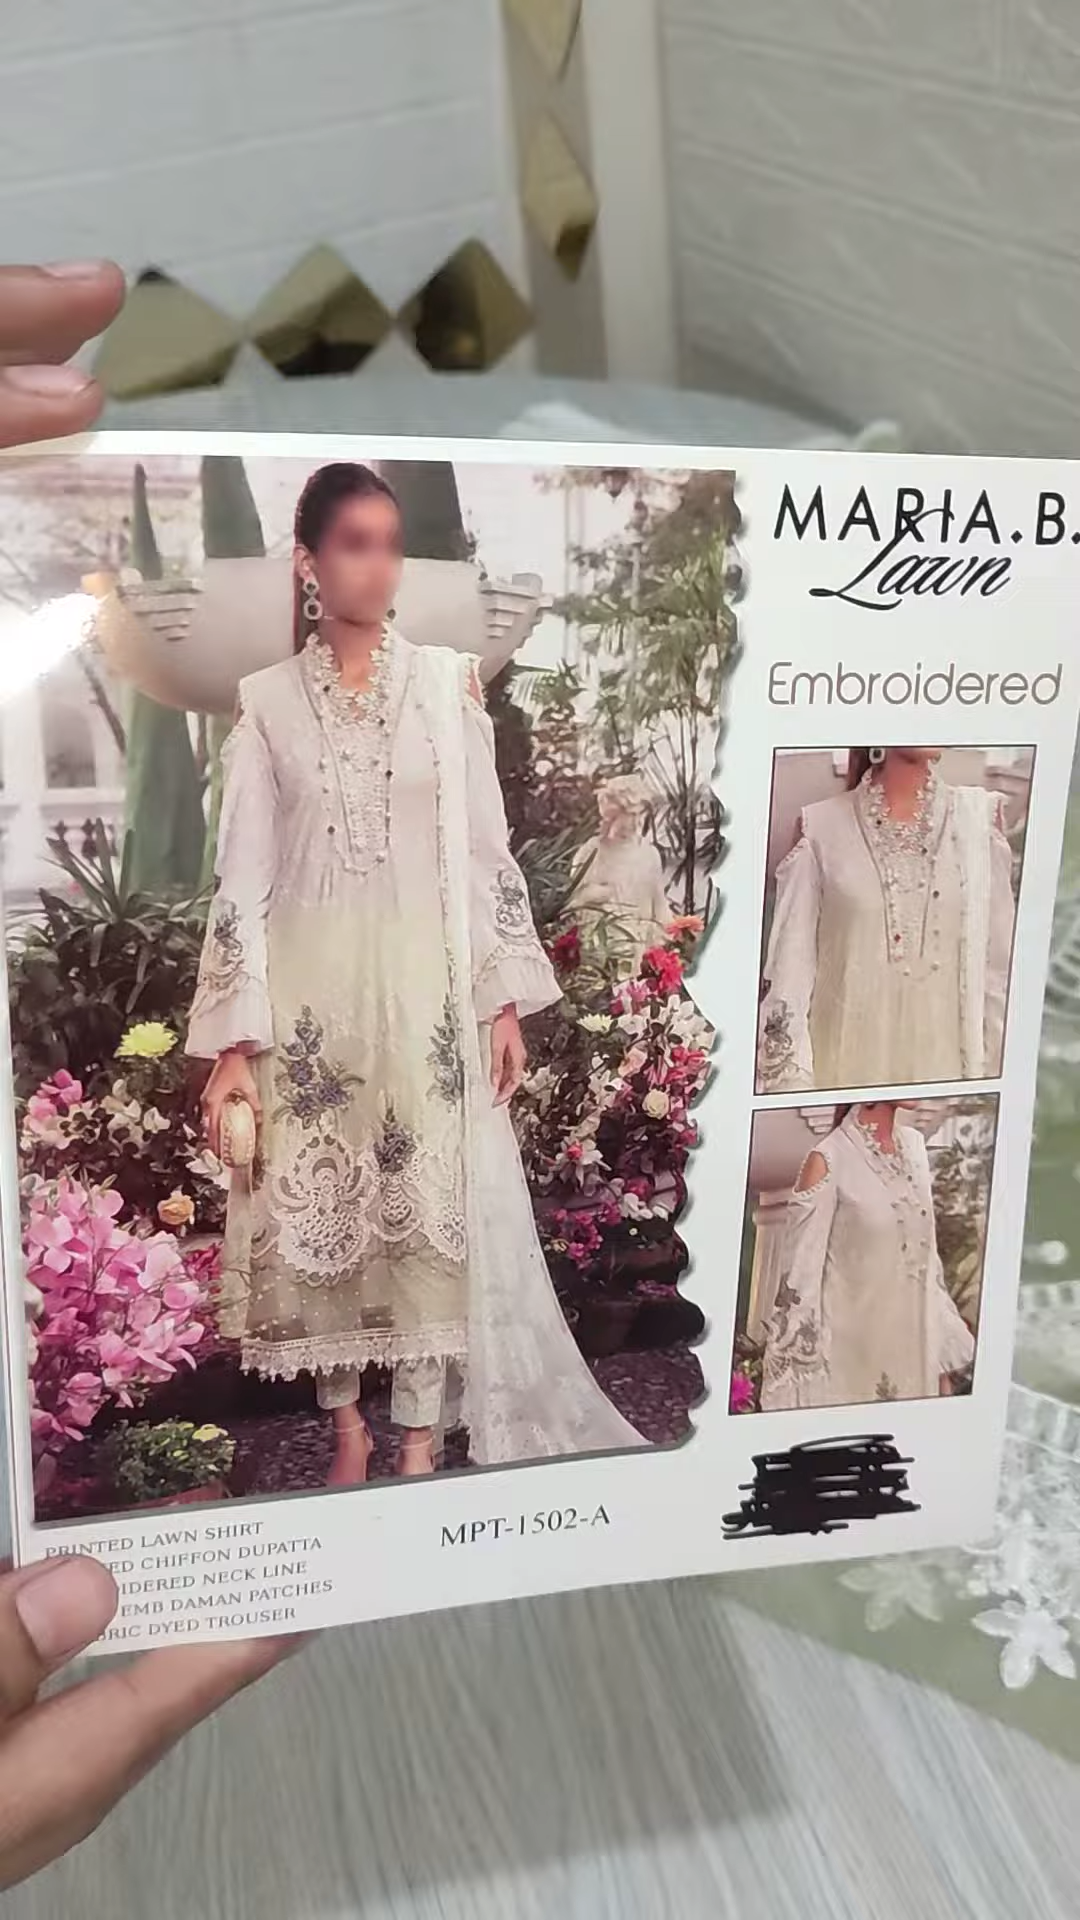 MARIA.B.
Lawn
Embroidered
MPT-1502-A
PRINTED LAWN SHIRT
CHIFFON DUPATTA
NECK LINE
EMB DAMAN PATCHES
DYED TROUSER